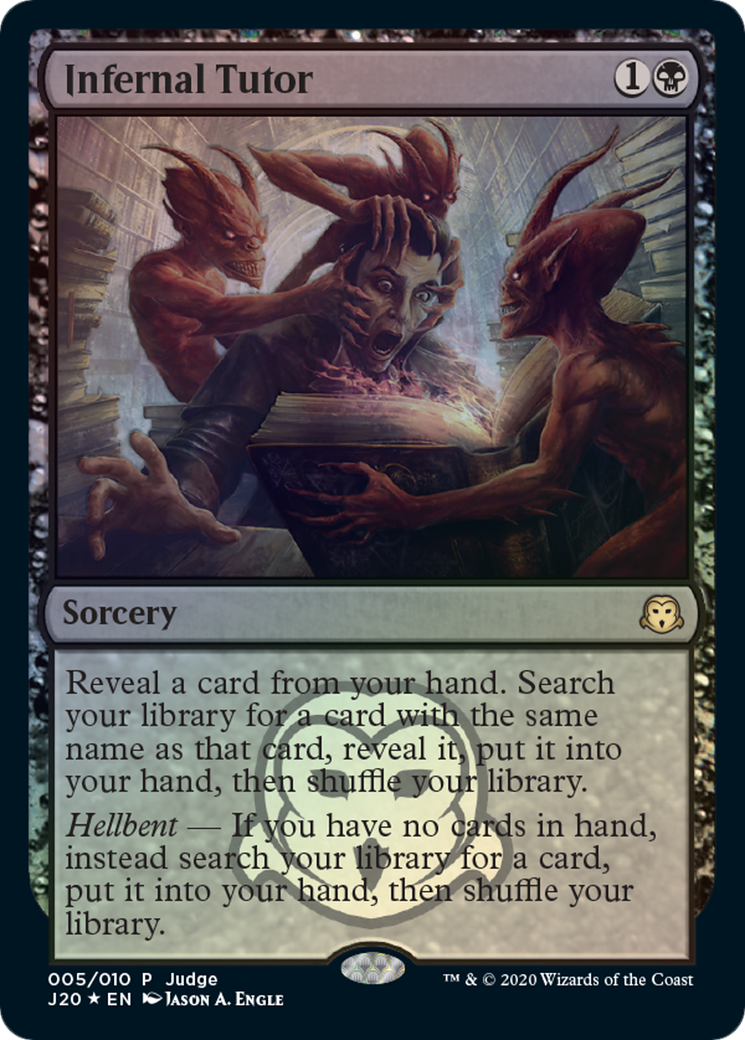 Infernal Tutor 1
Sorcery
Reveal a card from your hand. Search
your library for a card with the same
name as that card, reveal it, put it into
your hand, then shuffle your library.
Hellbent — If you have no cards in hand,
instead search your library for a card,
put it into your hand, then shuffle your
library.
005/010 P Judge
J20 ★ EN Jason A. Engle
™ & © 2020 Wizards of the Coast